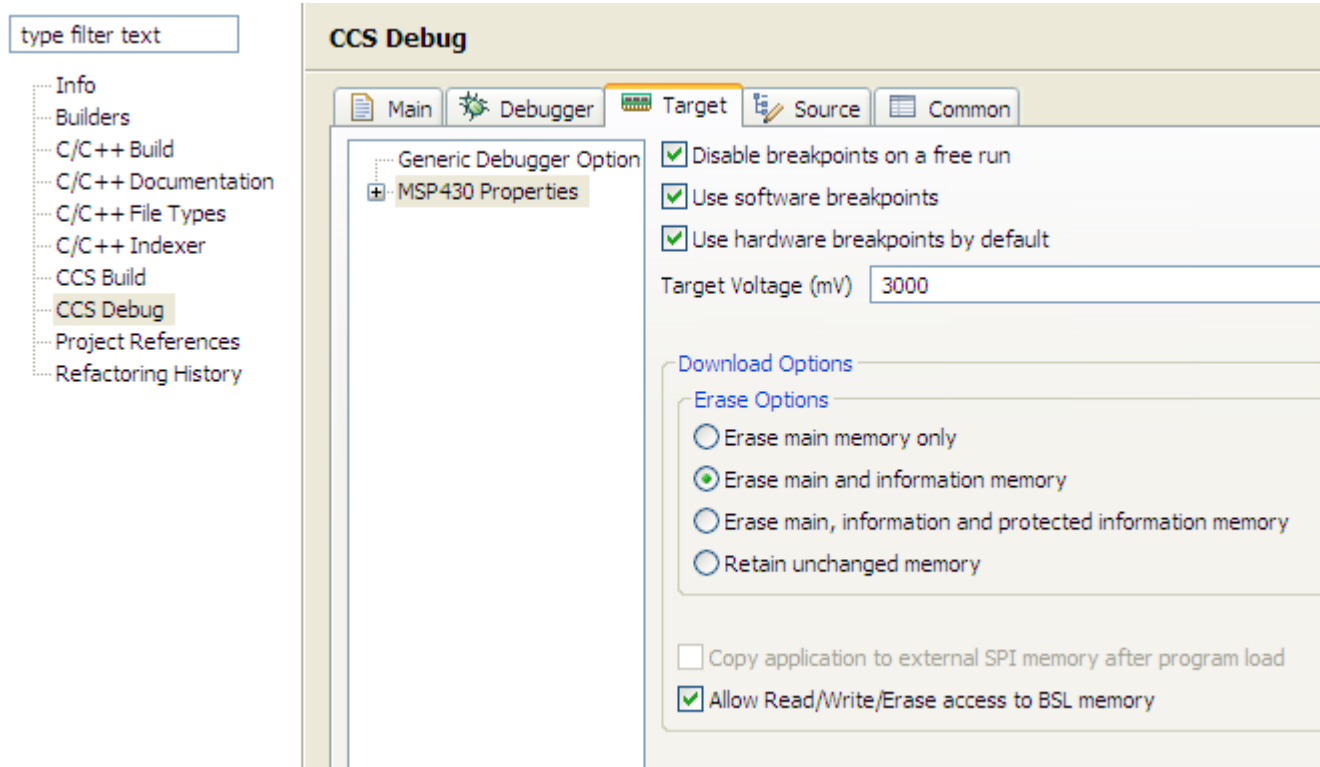 type filter text
Info
Builders
C/C++ Build
C/C++ Documentation
C/C++ File Types
C/C++ Indexer
CCS Build
CCS Debug
Project References
Refactoring History
CCS Debug
Main
Debugger
Target
Source
Common
Generic Debugger Option
MSP430 Properties
Disable breakpoints on a free run
Use software breakpoints
Use hardware breakpoints by default
Target Voltage (mV) 3000
Download Options
Erase Options
Erase main memory only
Erase main and information memory
Erase main, information and protected information memory
Retain unchanged memory
Copy application to external SPI memory after program load
Allow Read/Write/Erase access to BSL memory